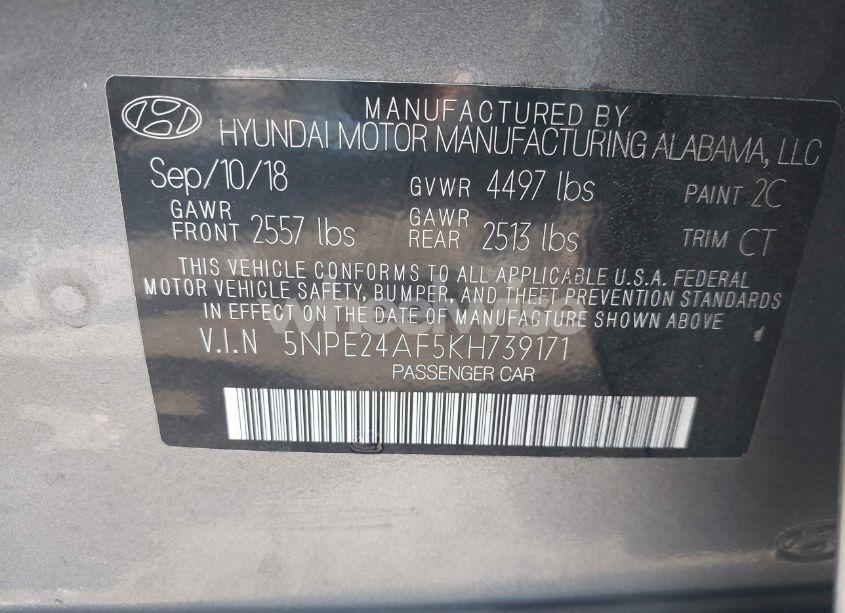 MANUFACTURED BY
HYUNDAI MOTOR MANUFACTURING ALABAMA, LLC
Sep/10/18 GVWR 4497 lbs PAINT 2C
GAWR FRONT 2557 lbs GAWR REAR 2513 lbs TRIM CT
THIS VEHICLE CONFORMS TO ALL APPLICABLE U.S.A. FEDERAL
MOTOR VEHICLE SAFETY, BUMPER, AND THEFT PREVENTION STANDARDS
IN EFFECT ON THE DATE OF MANUFACTURE SHOWN ABOVE
V.I.N 5NPE24AF5KH739171
PASSENGER CAR